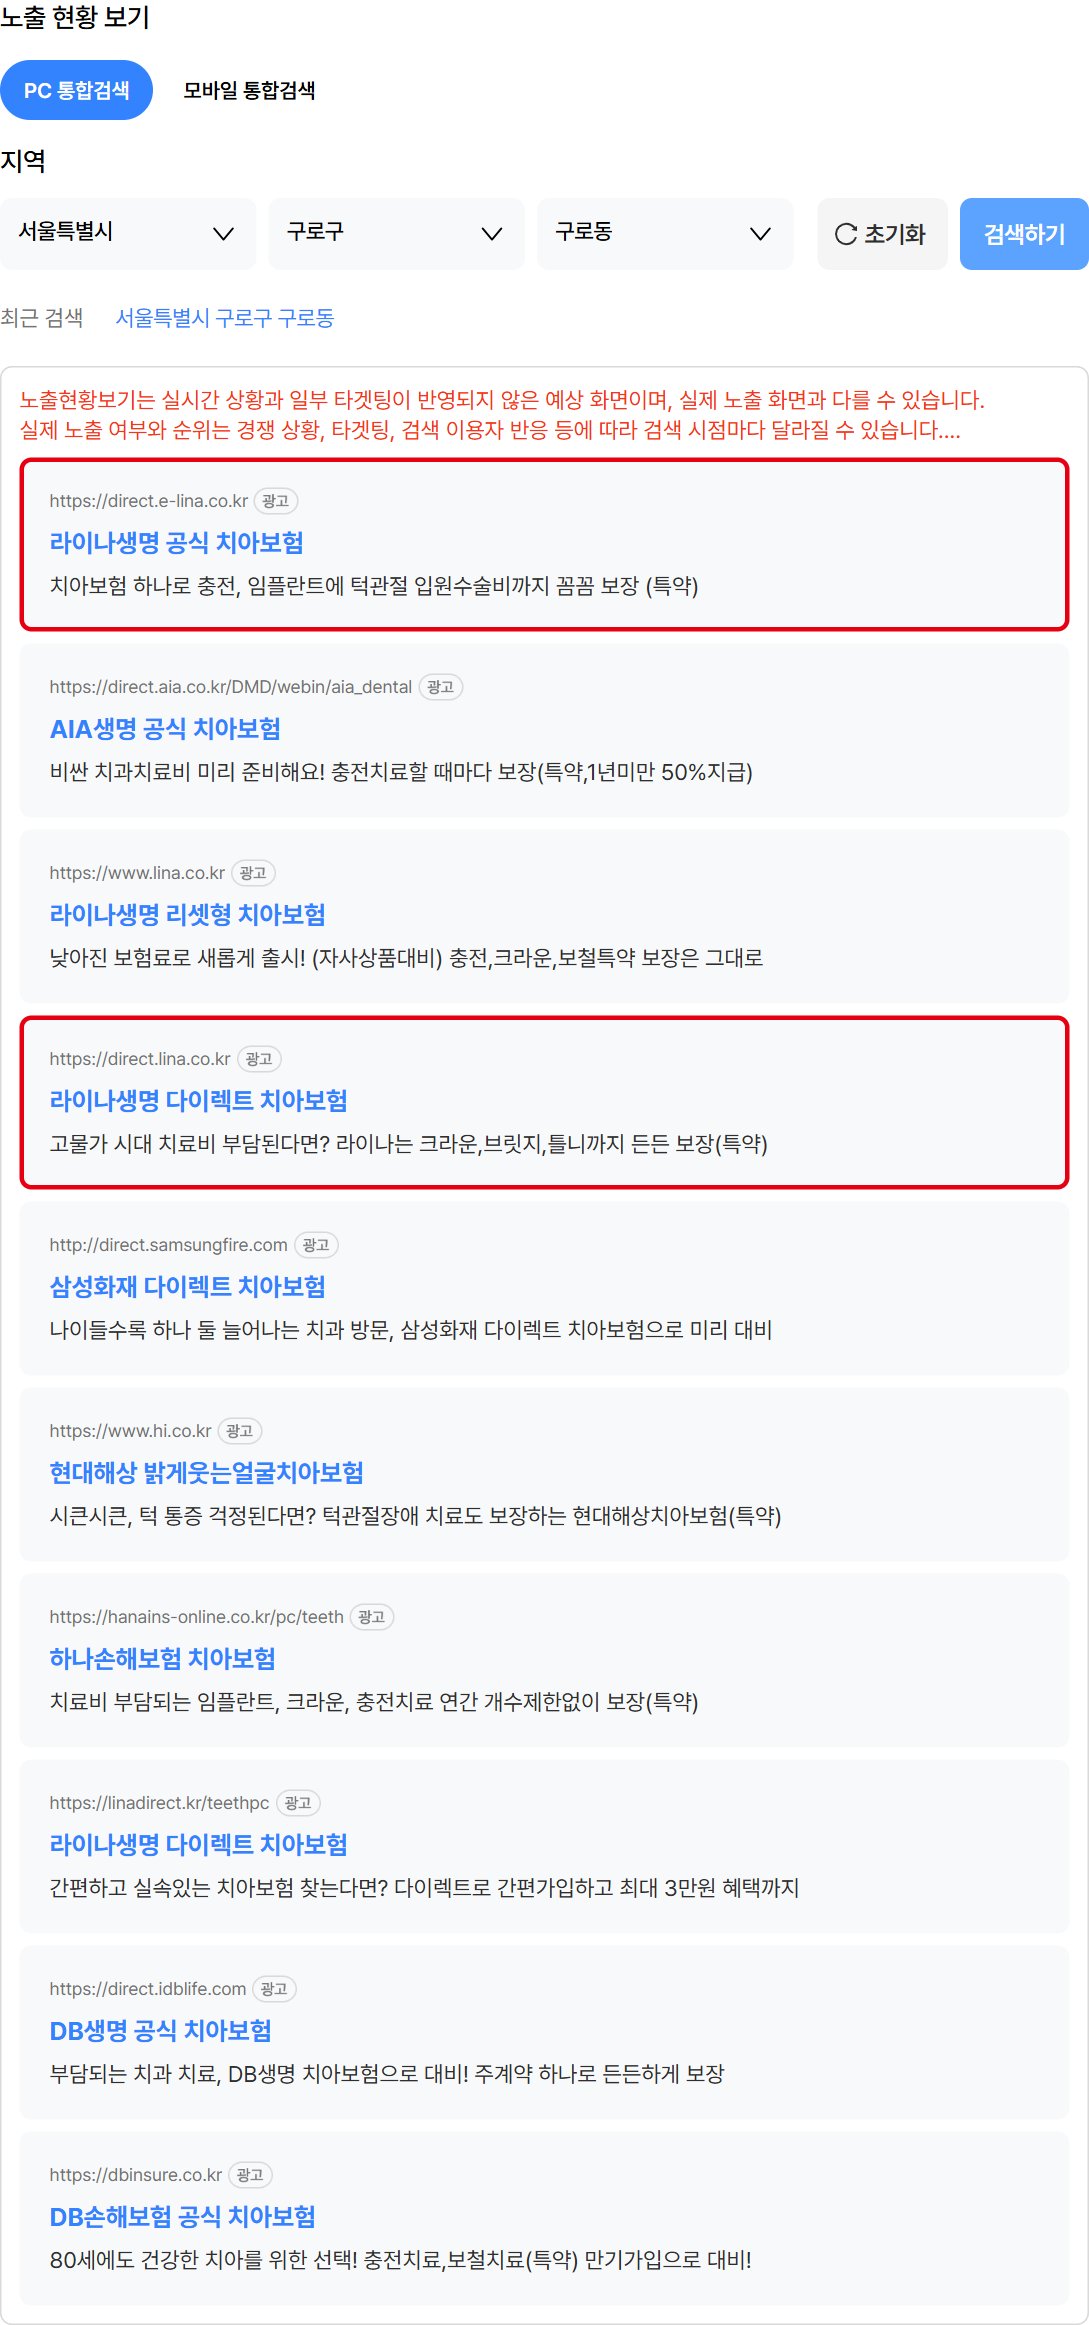 노출 현황 보기
PC 통합검색
모바일 통합검색
지역
서울특별시
구로구
구로동
초기화
검색하기
최근 검색
서울특별시 구로구 구로동
노출현황보기는 실시간 상황과 일부 타겟팅이 반영되지 않은 예상 화면이며, 실제 노출 화면과 다를 수 있습니다.
실제 노출 여부와 순위는 경쟁 상황, 타겟팅, 검색 이용자 반응 등에 따라 검색 시점마다 달라질 수 있습니다....
https://direct.e-lina.co.kr 광고
라이나생명 공식 치아보험
치아보험 하나로 충전, 임플란트에 턱관절 입원수술비까지 꼼꼼 보장 (특약)
https://direct.aia.co.kr/DMD/webin/aia_dental 광고
AIA생명 공식 치아보험
비싼 치과치료비 미리 준비해요! 충전치료할 때마다 보장(특약,1년미만 50%지급)
https://www.lina.co.kr 광고
라이나생명 리셋형 치아보험
낮아진 보험료로 새롭게 출시! (자사상품대비) 충전,크라운,보철특약 보장은 그대로
https://direct.lina.co.kr 광고
라이나생명 다이렉트 치아보험
고물가 시대 치료비 부담된다면? 라이나는 크라운,브릿지,틀니까지 든든 보장(특약)
http://direct.samsungfire.com 광고
삼성화재 다이렉트 치아보험
나이들수록 하나 둘 늘어나는 치과 방문, 삼성화재 다이렉트 치아보험으로 미리 대비
https://www.hi.co.kr 광고
현대해상 밝게웃는얼굴치아보험
시큰시큰, 턱 통증 걱정된다면? 턱관절장애 치료도 보장하는 현대해상치아보험(특약)
https://hanains-online.co.kr/pc/teeth 광고
하나손해보험 치아보험
치료비 부담되는 임플란트, 크라운, 충전치료 연간 개수제한없이 보장(특약)
https://linadirect.kr/teethpc 광고
라이나생명 다이렉트 치아보험
간편하고 실속있는 치아보험 찾는다면? 다이렉트로 간편가입하고 최대 3만원 혜택까지
https://direct.idblife.com 광고
DB생명 공식 치아보험
부담되는 치과 치료, DB생명 치아보험으로 대비! 주계약 하나로 든든하게 보장
https://dbinsure.co.kr 광고
DB손해보험 공식 치아보험
80세에도 건강한 치아를 위한 선택! 충전치료,보철치료(특약) 만기가입으로 대비!